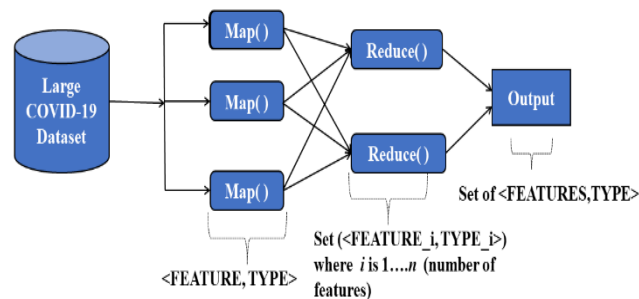 Large
COVID-19
Dataset
Map( )
Map( )
Map( )
Reduce( )
Reduce( )
Output
<FEATURE, TYPE>
Set (<FEATURE_i, TYPE_i>)
where i is 1....n (number of
features)
Set of <FEATURES,TYPE>